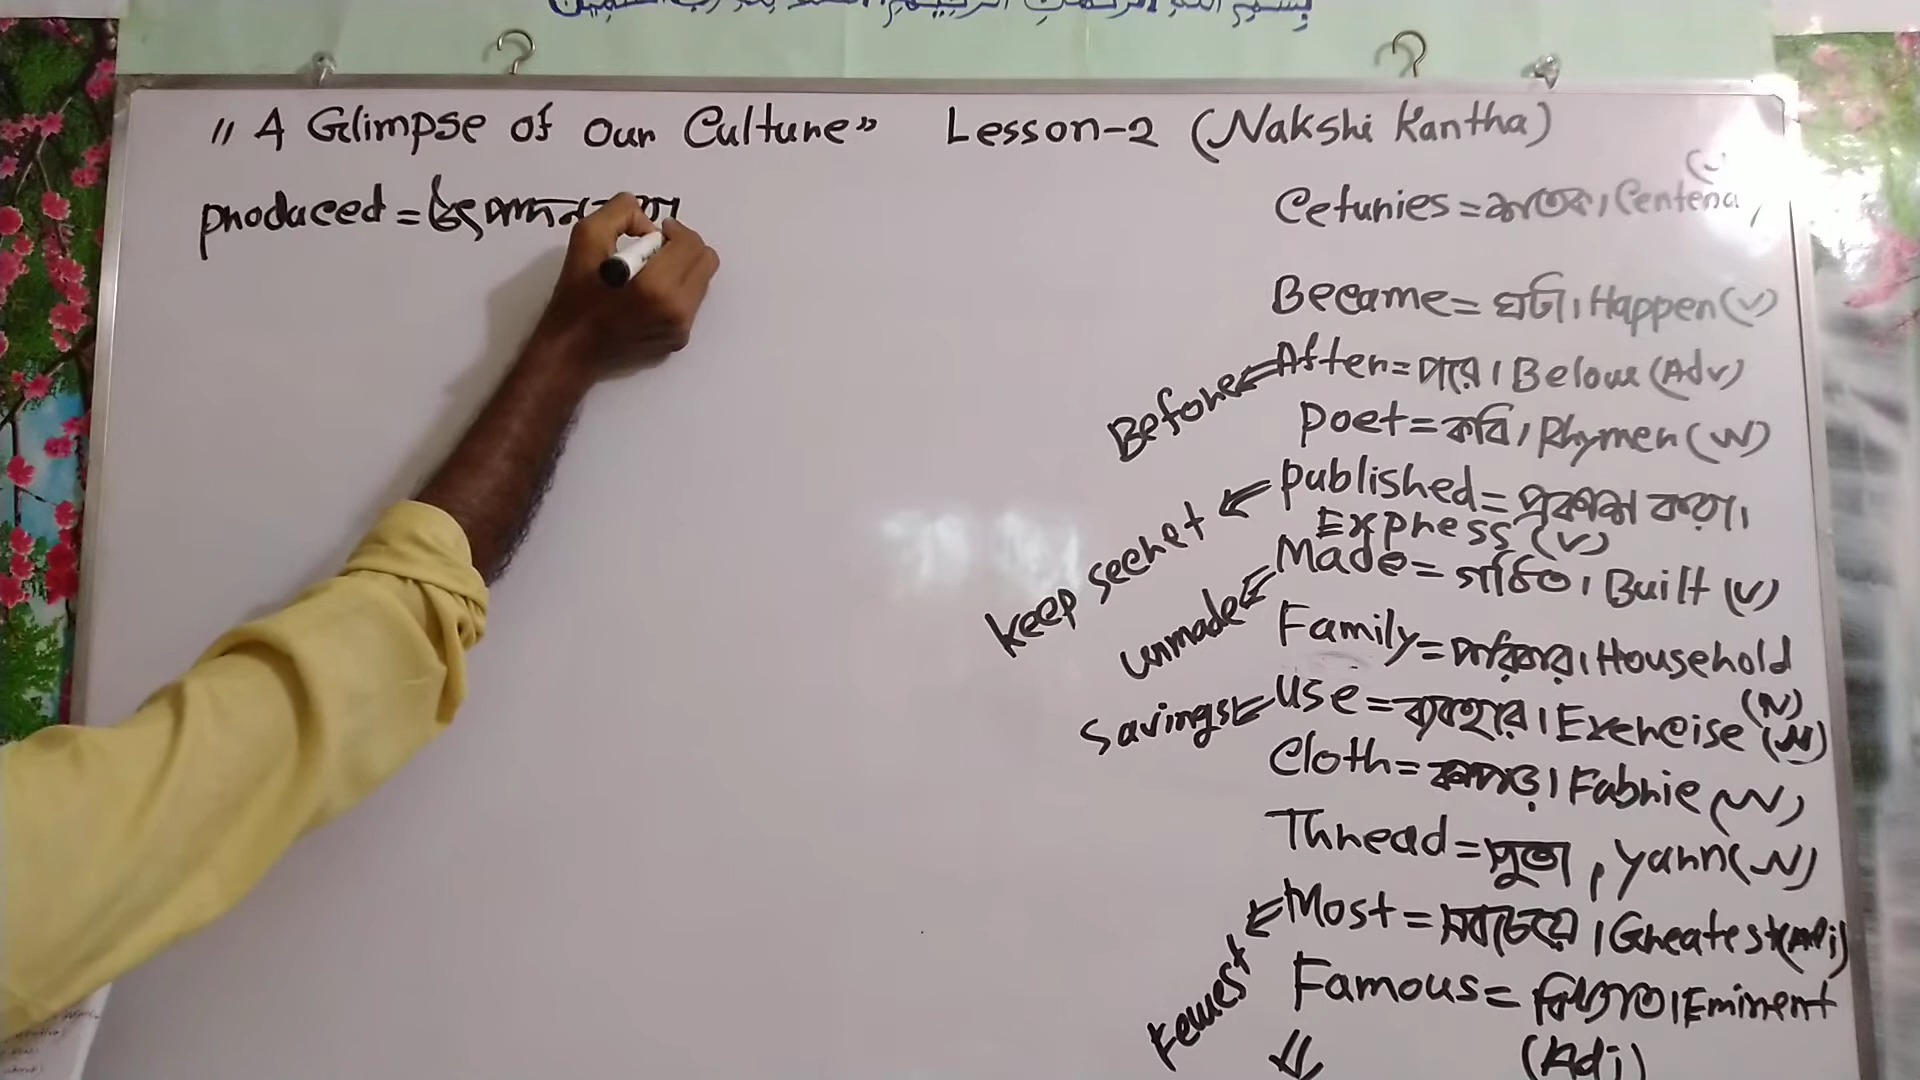 " A Glimpse of Our Culture" Lesson-2 (Nakshi Kantha)
produced = উৎপাদন
Cetunies = শতক। Centena,
(~)
Became = ঘটা। Happen (v)
After = পরে। Below (Adv)
Before
Poet = কবি, Rhymer (N)
published = প্রকাশ করা।
Express (v)
keep secret
Made = গঠিত। Built (v)
unmade
Family = পরিবার। Household
(N)
Use = ব্যবহার। Exercise (N)
Savings
Cloth = কাপড়। Fabric (N)
Thread = সুতা, Yarn (N)
Most = সবচেয়ে। Greatest (Adj)
Fewest
Famous = বিখ্যাত। Eminent
(Adj)